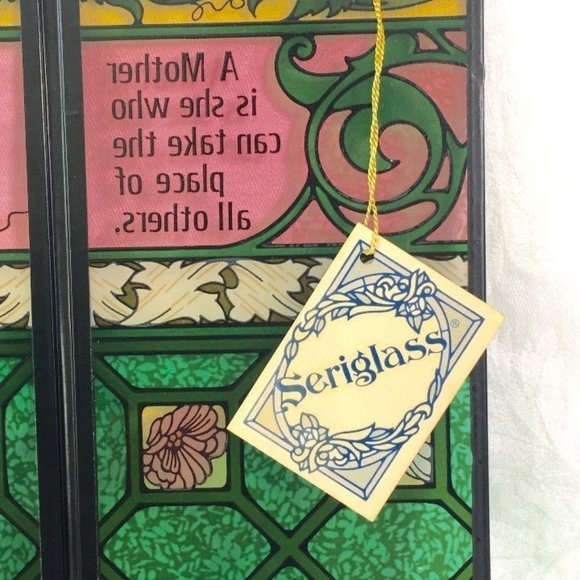 A Mother
is she who
can take the
place of
all others.
Seriglass®